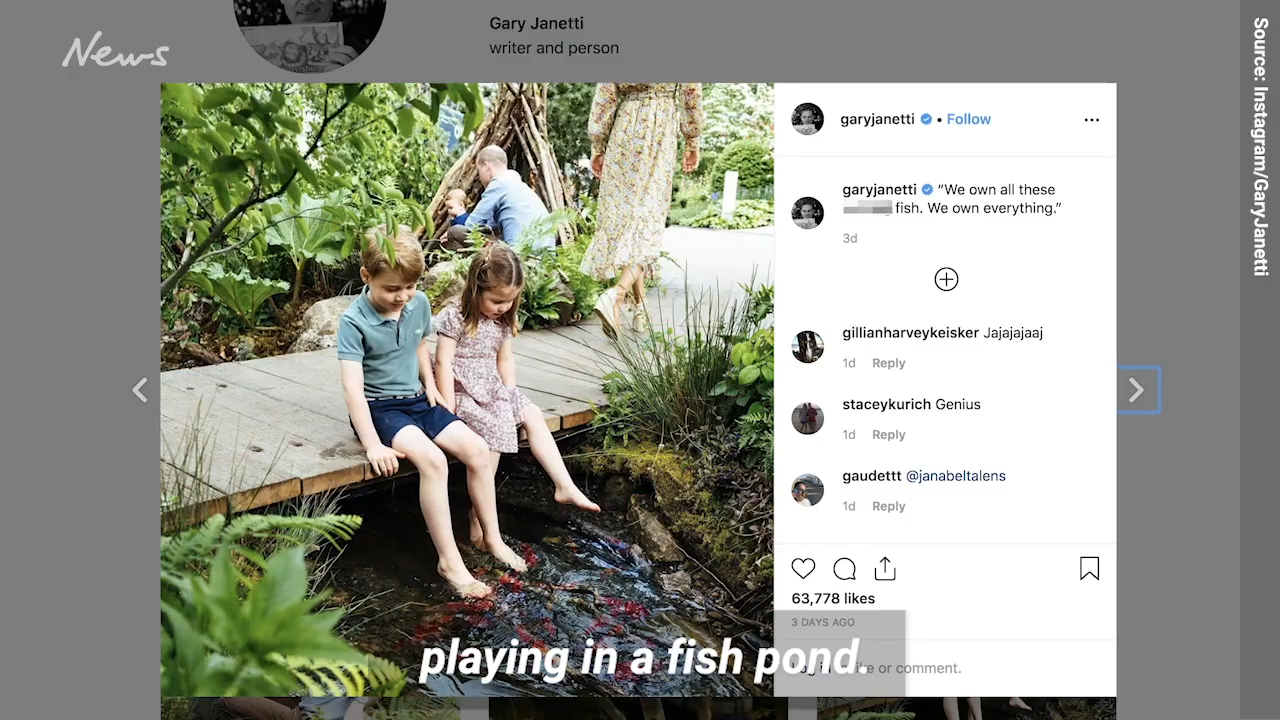 Gary Janetti
writer and person
News
Source: Instagram/GaryJanetti
garyjanetti • Follow
garyjanetti “We own all these
fish. We own everything.”
3d
gillianharveykeisker Jajajajaaj
1d Reply
staceykurich Genius
1d Reply
gaudettt @janabeltalens
1d Reply
63,778 likes
3 DAYS AGO
or comment.
playing in a fish pond.